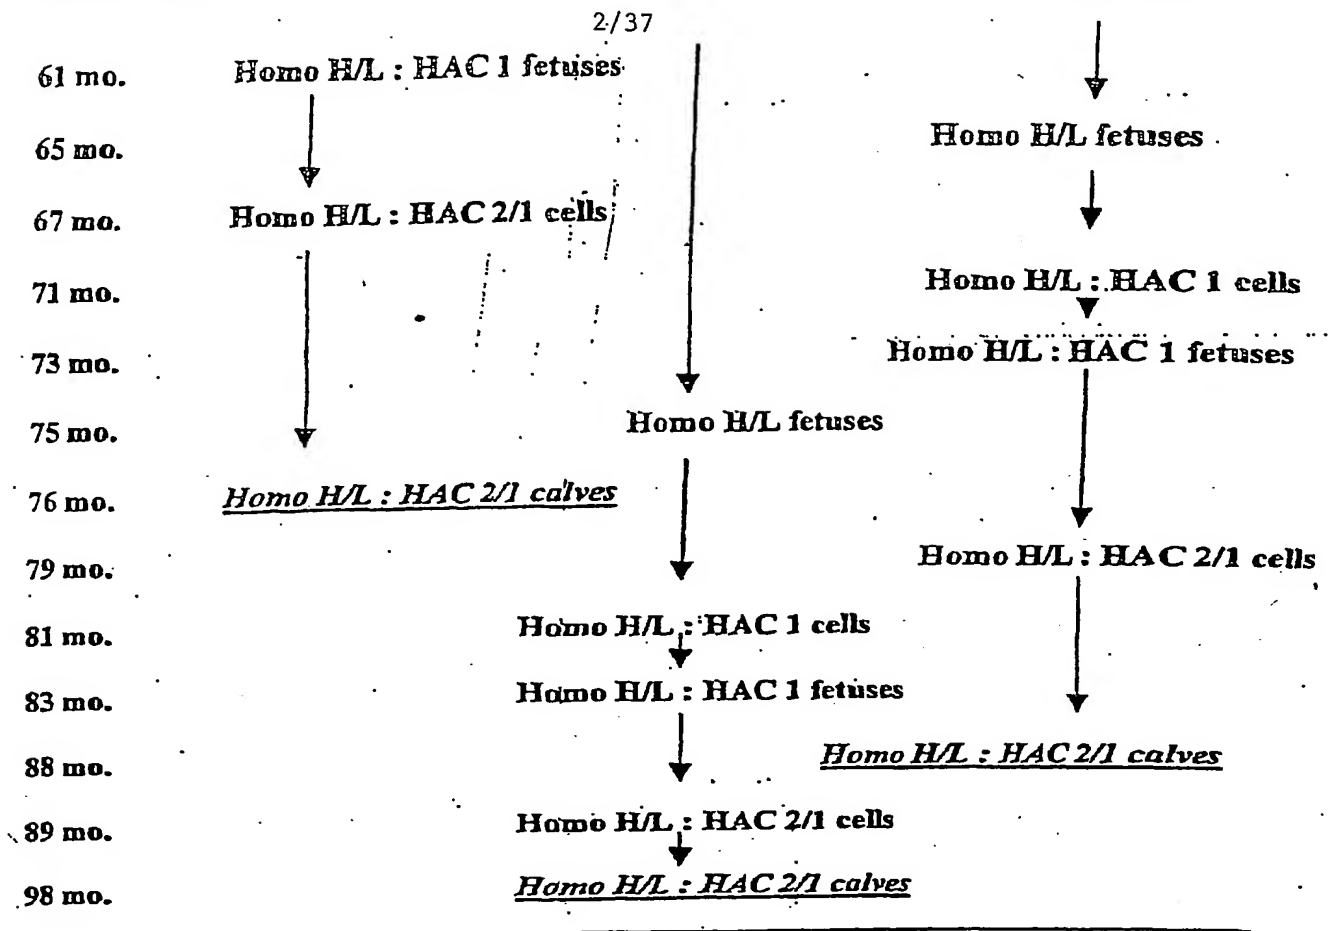 2/37
61 mo.
Homo H/L : HAC 1 fetuses
65 mo.
Homo H/L fetuses
67 mo.
Homo H/L : HAC 2/1 cells
71 mo.
Homo H/L : HAC 1 cells
73 mo.
Homo H/L : HAC 1 fetuses
75 mo.
Homo H/L fetuses
76 mo.
Homo H/L : HAC 2/1 calves
79 mo.
Homo H/L : HAC 2/1 cells
81 mo.
Homo H/L : HAC 1 cells
83 mo.
Homo H/L : HAC 1 fetuses
88 mo.
Homo H/L : HAC 2/1 calves
89 mo.
Homo H/L : HAC 2/1 cells
98 mo.
Homo H/L : HAC 2/1 calves